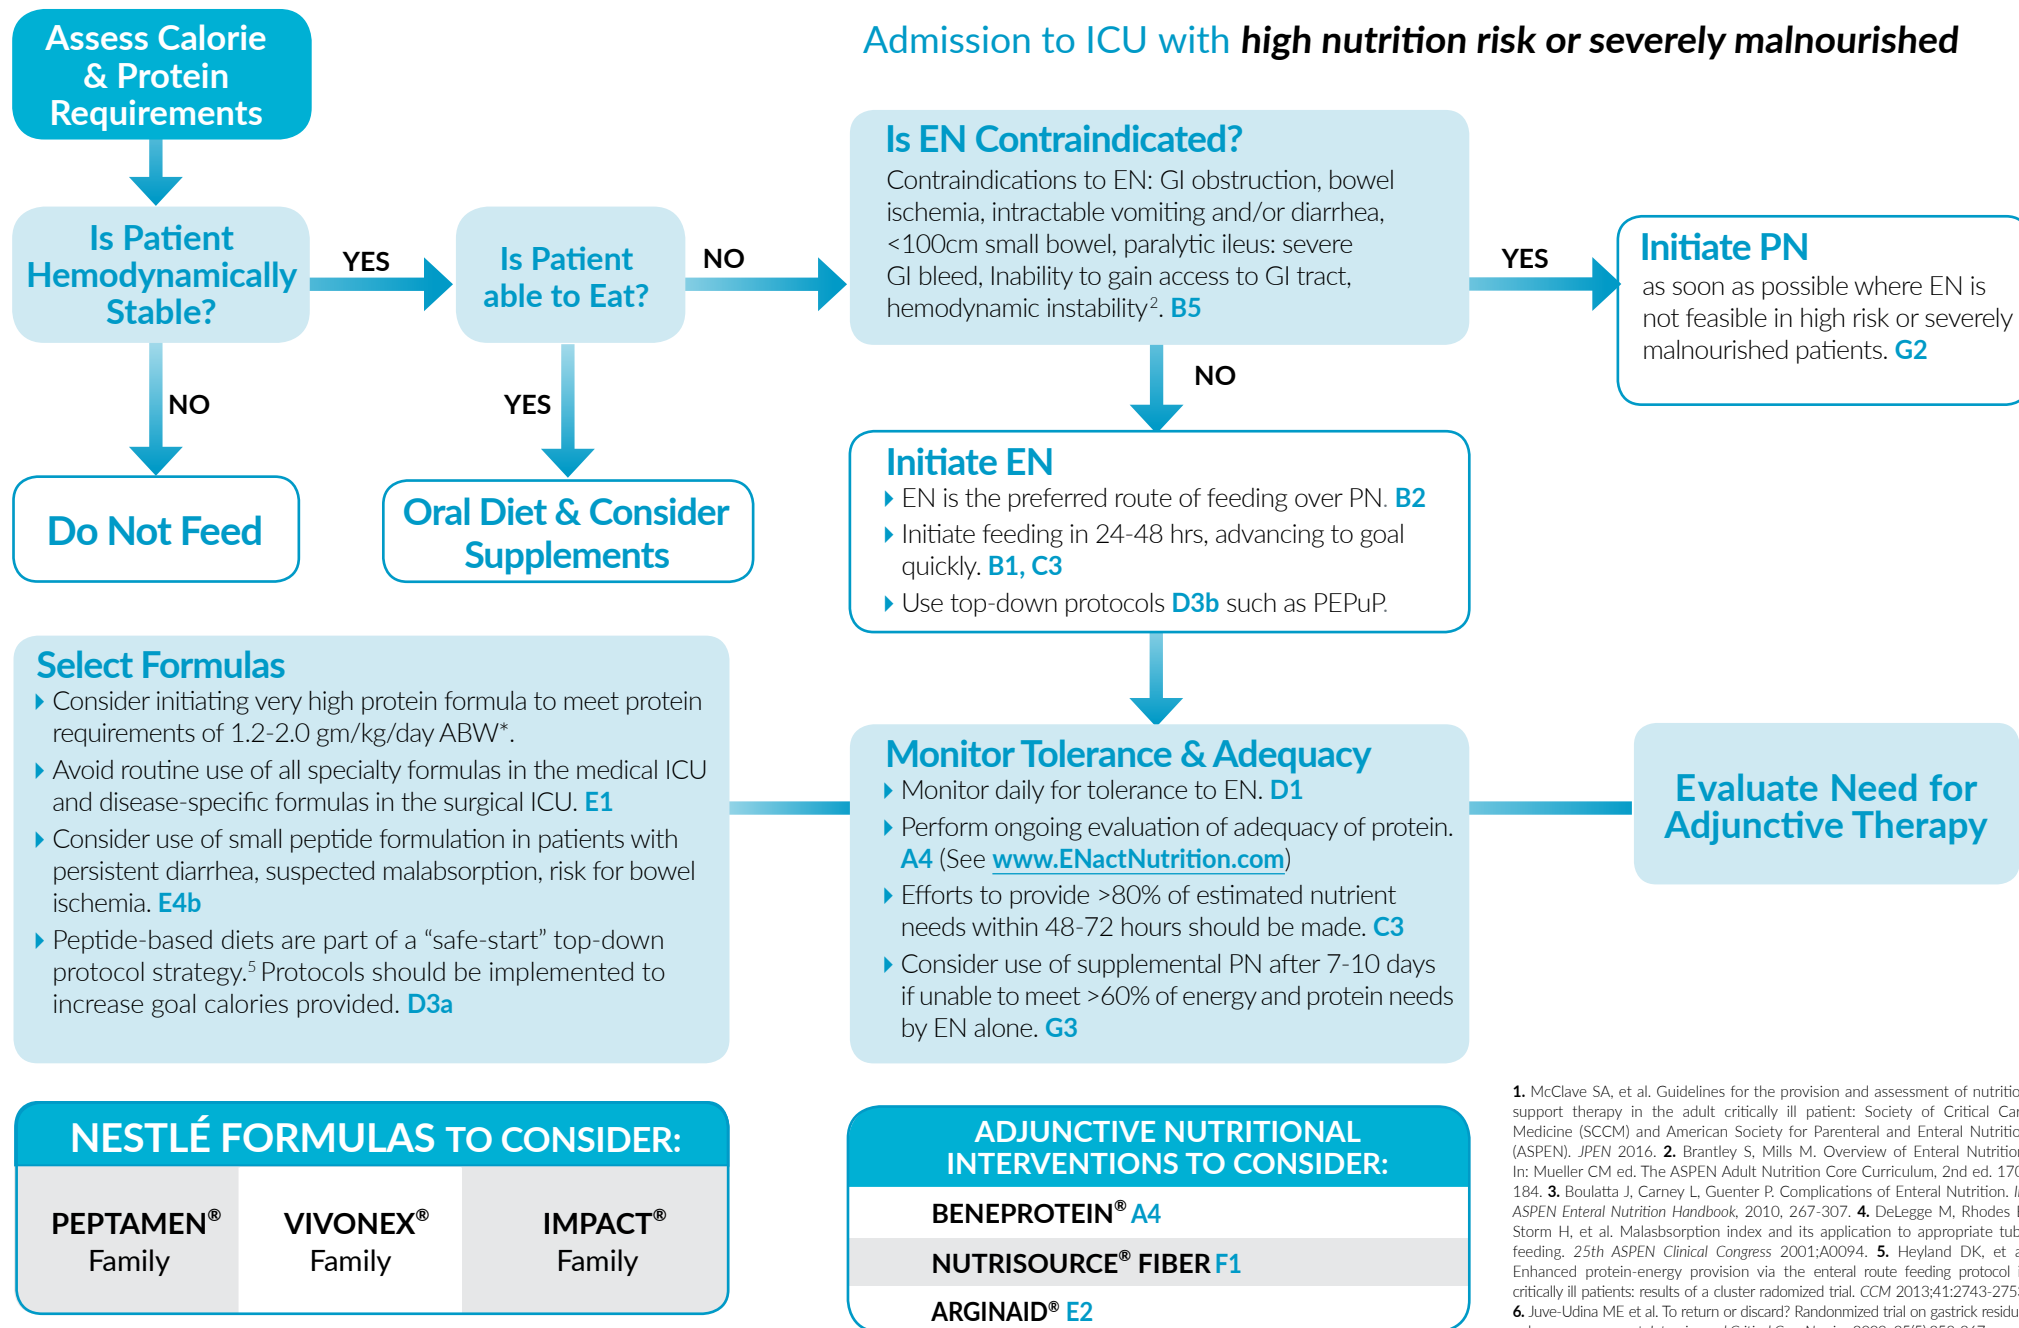 Assess Calorie
& Protein
Requirements
Admission to ICU with high nutrition risk or severely malnourished
Is Patient
Hemodynamically
Stable?
YES
Is Patient
able to Eat?
NO
Is EN Contraindicated?
Contraindications to EN: GI obstruction, bowel
ischemia, intractable vomiting and/or diarrhea,
<100cm small bowel, paralytic ileus: severe
GI bleed, Inability to gain access to GI tract,
hemodynamic instability². B5
YES
Initiate PN
as soon as possible where EN is
not feasible in high risk or severely
malnourished patients. G2
NO
YES
NO
Do Not Feed
Oral Diet & Consider
Supplements
Initiate EN
EN is the preferred route of feeding over PN. B2
Initiate feeding in 24-48 hrs, advancing to goal
quickly. B1, C3
Use top-down protocols D3b such as PEPuP.
Select Formulas
Consider initiating very high protein formula to meet protein
requirements of 1.2-2.0 gm/kg/day ABW*.
Avoid routine use of all specialty formulas in the medical ICU
and disease-specific formulas in the surgical ICU. E1
Consider use of small peptide formulation in patients with
persistent diarrhea, suspected malabsorption, risk for bowel
ischemia. E4b
Peptide-based diets are part of a “safe-start” top-down
protocol strategy.⁵ Protocols should be implemented to
increase goal calories provided. D3a
Monitor Tolerance & Adequacy
Monitor daily for tolerance to EN. D1
Perform ongoing evaluation of adequacy of protein.
A4 (See www.ENactNutrition.com)
Efforts to provide >80% of estimated nutrient
needs within 48-72 hours should be made. C3
Consider use of supplemental PN after 7-10 days
if unable to meet >60% of energy and protein needs
by EN alone. G3
Evaluate Need for
Adjunctive Therapy
NESTLÉ FORMULAS TO CONSIDER:
PEPTAMEN®
Family
VIVONEX®
Family
IMPACT®
Family
ADJUNCTIVE NUTRITIONAL
INTERVENTIONS TO CONSIDER:
BENEPROTEIN® A4
NUTRISOURCE® FIBER F1
ARGINAID® E2
1. McClave SA, et al. Guidelines for the provision and assessment of
support therapy in the adult critically ill patient: Society of Critical
Medicine (SCCM) and American Society for Parenteral and Enteral
(ASPEN). JPEN 2016. 2. Brantley S, Mills M. Overview of Enteral
In: Mueller CM ed. The ASPEN Adult Nutrition Core Curriculum, 2nd ed.
184. 3. Boulatta J, Carney L, Guenter P. Complications of Enteral Nutrition.
ASPEN Enteral Nutrition Handbook, 2010, 267-307. 4. DeLegge M, Rhodes
Storm H, et al. Malasbsorption index and its application to appropriate
feeding. 25th ASPEN Clinical Congress 2001;A0094. 5. Heyland DK, et
Enhanced protein-energy provision via the enteral route feeding protocol
critically ill patients: results of a cluster radomized trial. CCM
6. Juve-Udina ME et al. To return or discard? Randonmized trial on gastrick